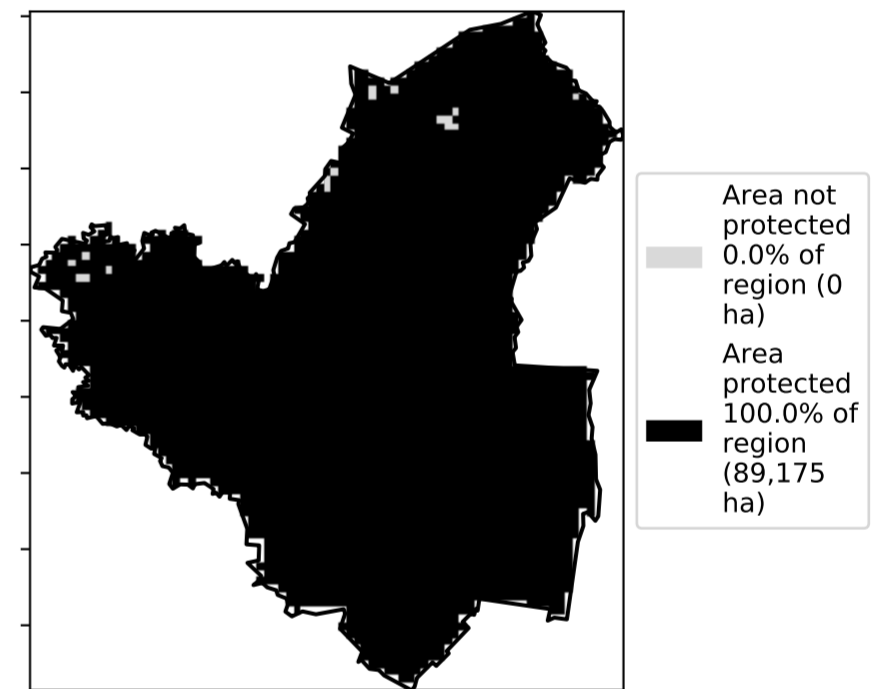 Area not
protected
0.0% of
region (0
ha)
Area
protected
100.0% of
region
(89,175
ha)